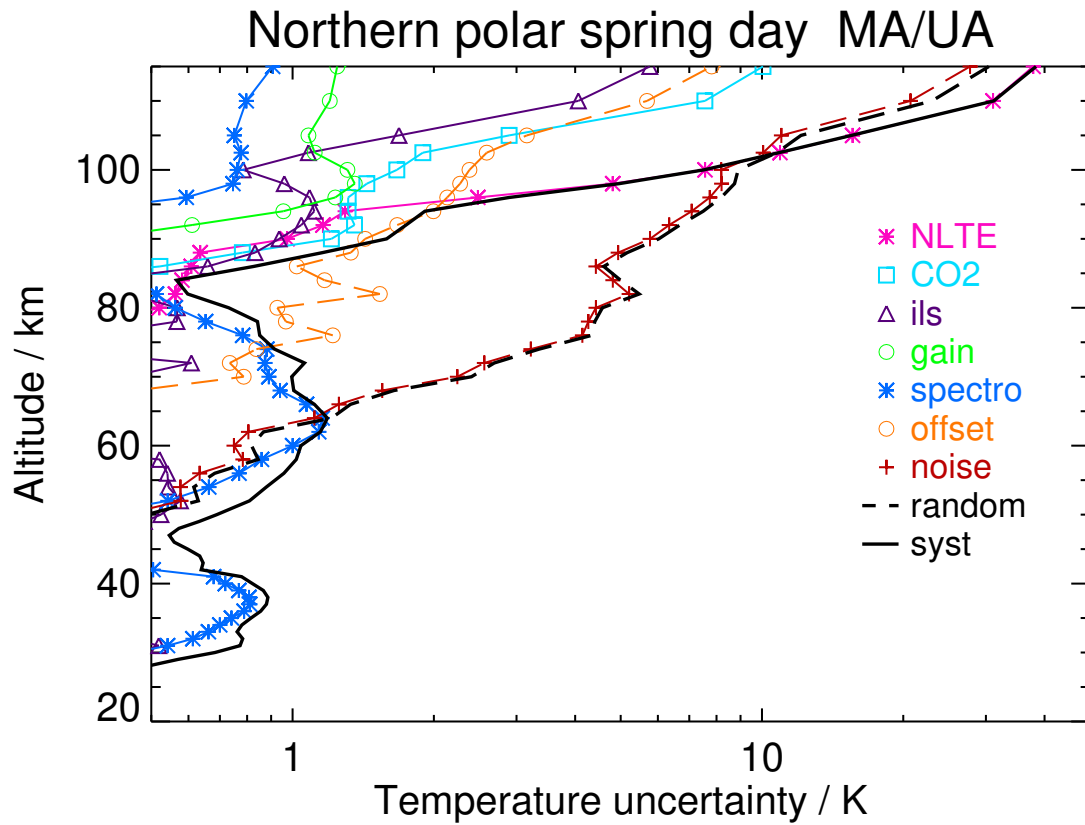 Northern polar spring day MA/UA
Altitude / km
100
80
60
40
20
NLTE
CO2
ils
gain
spectro
offset
noise
random
syst
1
10
Temperature uncertainty / K